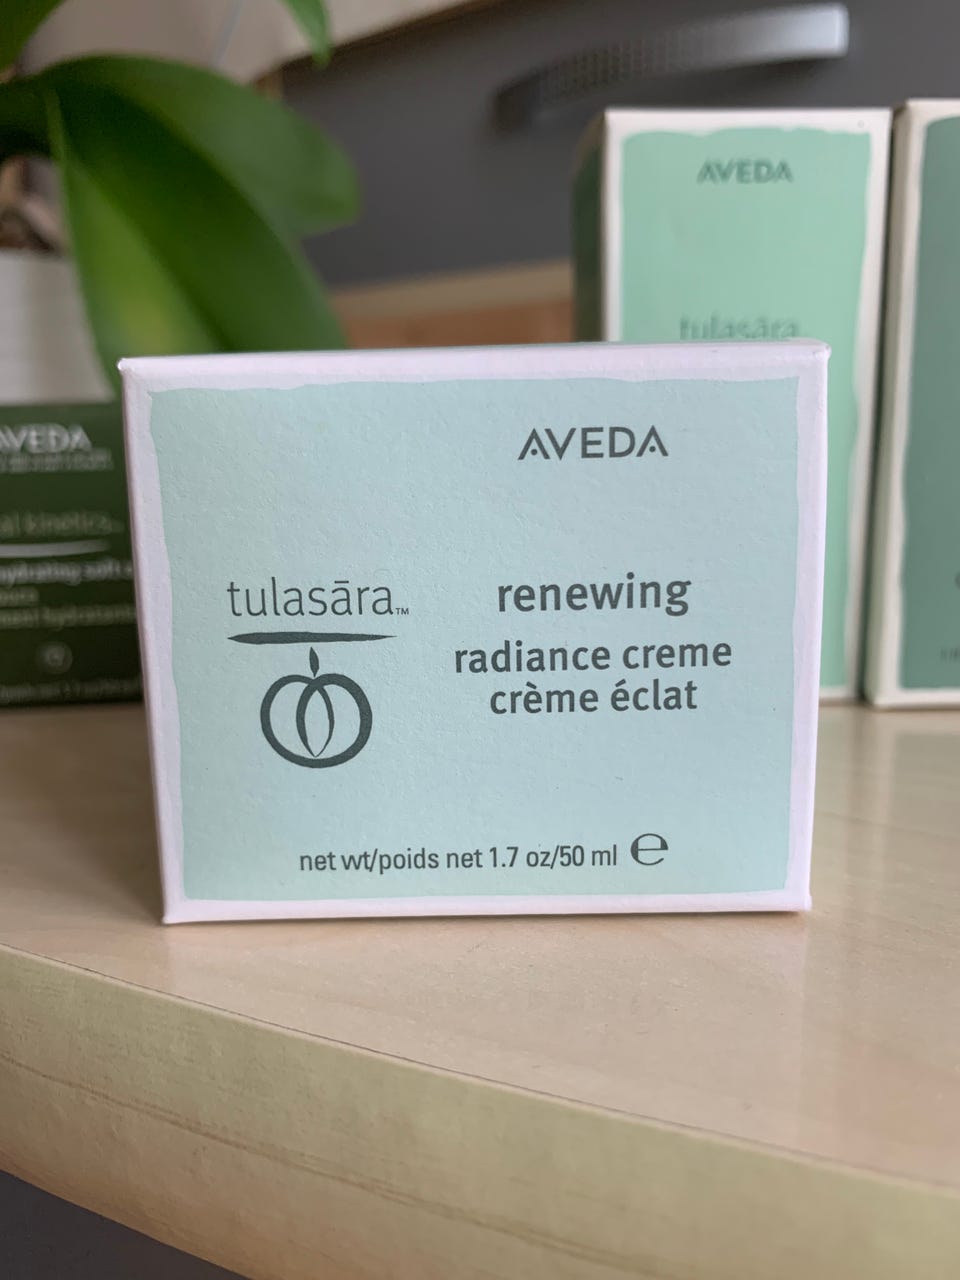 AVEDA
tulasāra™
renewing
radiance creme
crème éclat
net wt/poids net 1.7 oz/50 ml ℮
AVEDA
tulasāra
AVEDA
kinetics